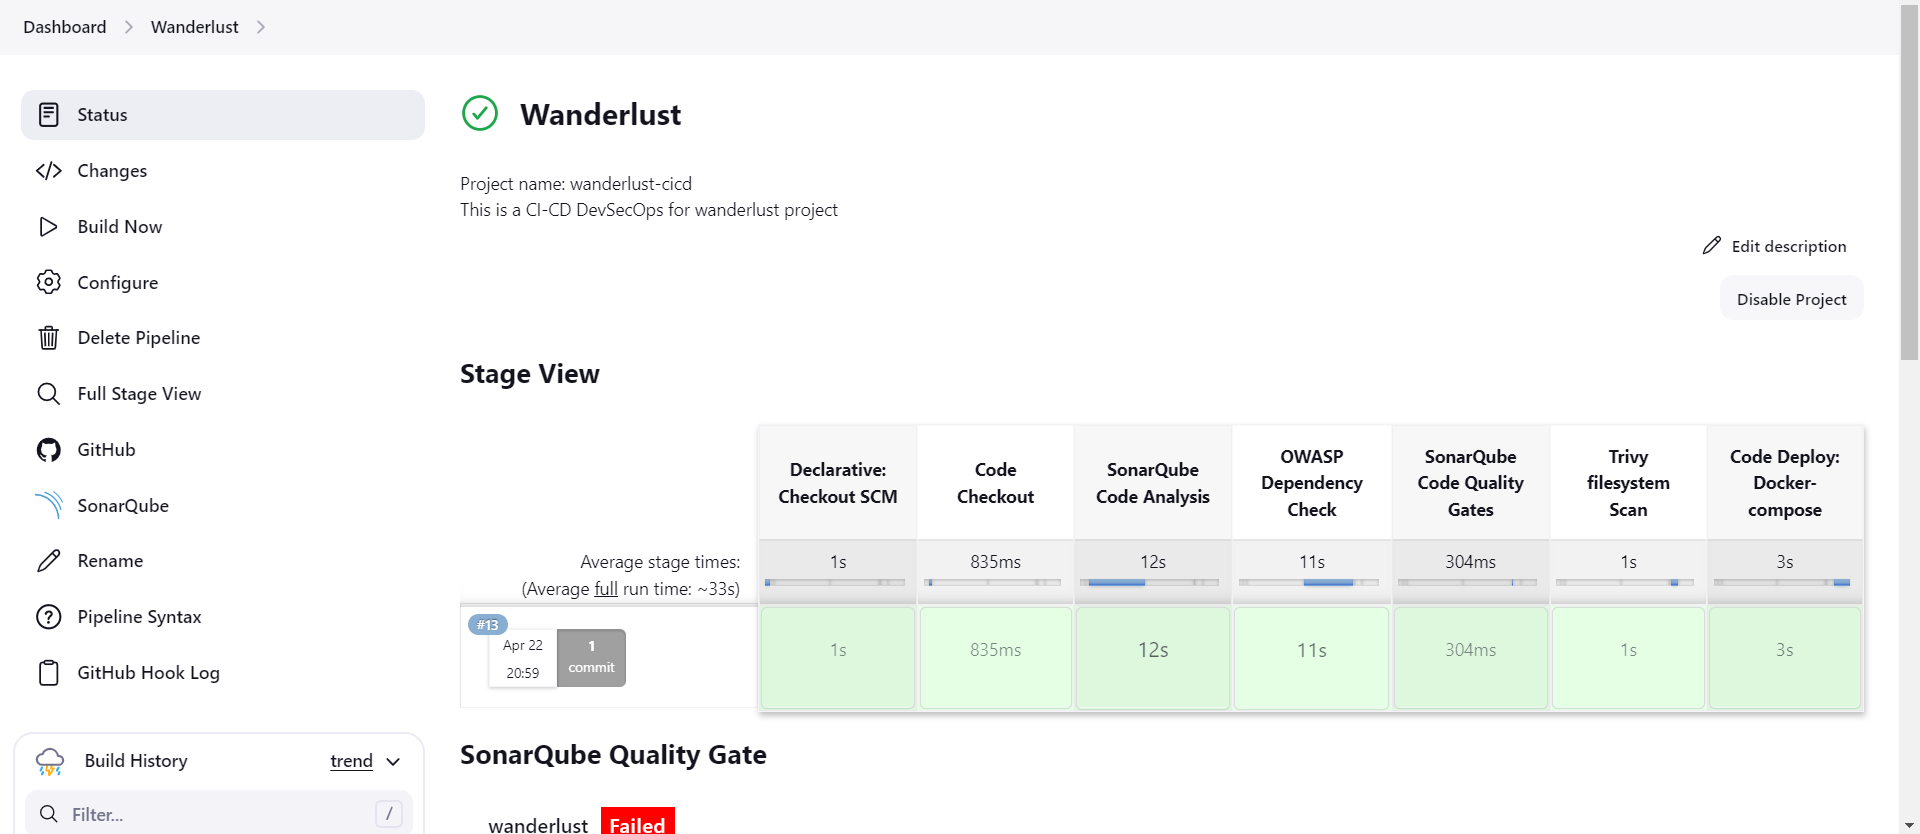 Dashboard
Wanderlust
Status
Changes
Build Now
Configure
Delete Pipeline
Full Stage View
GitHub
SonarQube
Rename
Pipeline Syntax
GitHub Hook Log
Build History
trend
Filter...
/
Wanderlust
Project name: wanderlust-cicd
This is a CI-CD DevSecOps for wanderlust project
Edit description
Disable Project
Stage View
Declarative:
Checkout SCM
Code
Checkout
SonarQube
Code Analysis
OWASP
Dependency
Check
SonarQube
Code Quality
Gates
Trivy
filesystem
Scan
Code Deploy:
Docker-
compose
Average stage times:
(Average full run time: ~33s)
1s
835ms
12s
11s
304ms
1s
3s
#13
Apr 22
20:59
1
commit
1s
835ms
12s
11s
304ms
1s
3s
SonarQube Quality Gate
wanderlust
Failed